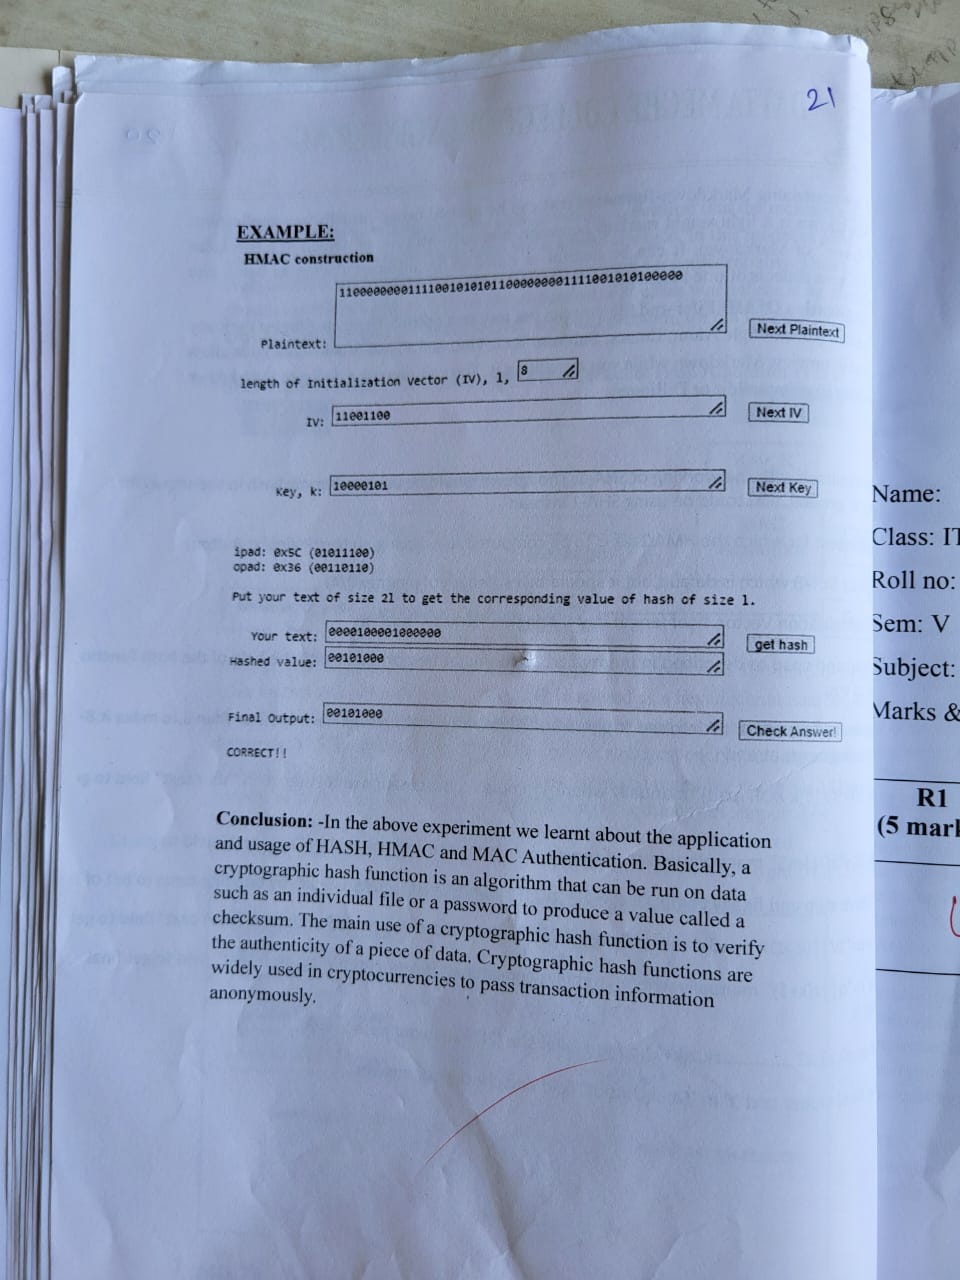 21
EXAMPLE:
HMAC construction
Plaintext: 1100000000111100101010110000000011110010101000000
Next Plaintext
length of Initialization vector (IV), l, 8
IV: 11001100
Next IV
Key, k: 10000101
Next Key
ipad: 0x5C (01011100)
opad: 0x36 (00110110)
Put your text of size 2l to get the corresponding value of hash of size l.
Your text: 0000100001000000
get hash
Hashed value: 00101000
Final Output: 00101000
Check Answer!
CORRECT!!
Conclusion: -In the above experiment we learnt about the application
and usage of HASH, HMAC and MAC Authentication. Basically, a
cryptographic hash function is an algorithm that can be run on data
such as an individual file or a password to produce a value called a
checksum. The main use of a cryptographic hash function is to verify
the authenticity of a piece of data. Cryptographic hash functions are
widely used in cryptocurrencies to pass transaction information
anonymously.
Name:
Class: IT
Roll no:
Sem: V
Subject:
Marks &
R1
(5 mark